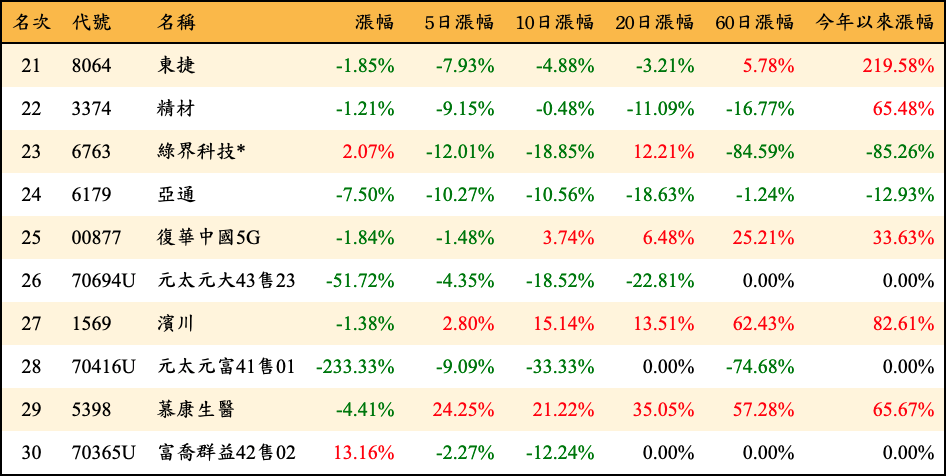 名次 代號 名稱 漲幅 5日漲幅 10日漲幅 20日漲幅 60日漲幅 今年以來漲幅
21 8064 東捷 -1.85% -7.93% -4.88% -3.21% 5.78% 219.58%
22 3374 精材 -1.21% -9.15% -0.48% -11.09% -16.77% 65.48%
23 6763 綠界科技* 2.07% -12.01% -18.85% 12.21% -84.59% -85.26%
24 6179 亞通 -7.50% -10.27% -10.56% -18.63% -1.24% -12.93%
25 00877 復華中國5G -1.84% -1.48% 3.74% 6.48% 25.21% 33.63%
26 70694U 元太元大43售23 -51.72% -4.35% -18.52% -22.81% 0.00% 0.00%
27 1569 濱川 -1.38% 2.80% 15.14% 13.51% 62.43% 82.61%
28 70416U 元太元富41售01 -233.33% -9.09% -33.33% 0.00% -74.68% 0.00%
29 5398 慕康生醫 -4.41% 24.25% 21.22% 35.05% 57.28% 65.67%
30 70365U 富喬群益42售02 13.16% -2.27% -12.24% 0.00% 0.00% 0.00%